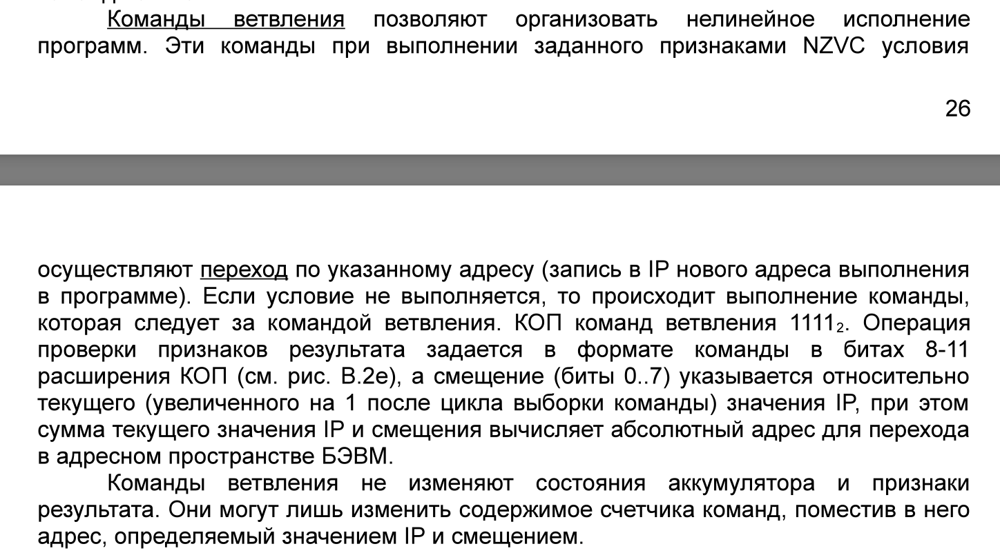 Команды ветвления позволяют организовать нелинейное исполнение
программ. Эти команды при выполнении заданного признаками NZVC условия
26
осуществляют переход по указанному адресу (запись в IP нового адреса выполнения
в программе). Если условие не выполняется, то происходит выполнение команды,
которая следует за командой ветвления. КОП команд ветвления 1111₂. Операция
проверки признаков результата задается в формате команды в битах 8-11
расширения КОП (см. рис. В.2е), а смещение (биты 0..7) указывается относительно
текущего (увеличенного на 1 после цикла выборки команды) значения IP, при этом
сумма текущего значения IP и смещения вычисляет абсолютный адрес для перехода
в адресном пространстве БЭВМ.
Команды ветвления не изменяют состояния аккумулятора и признаки
результата. Они могут лишь изменить содержимое счетчика команд, поместив в него
адрес, определяемый значением IP и смещением.